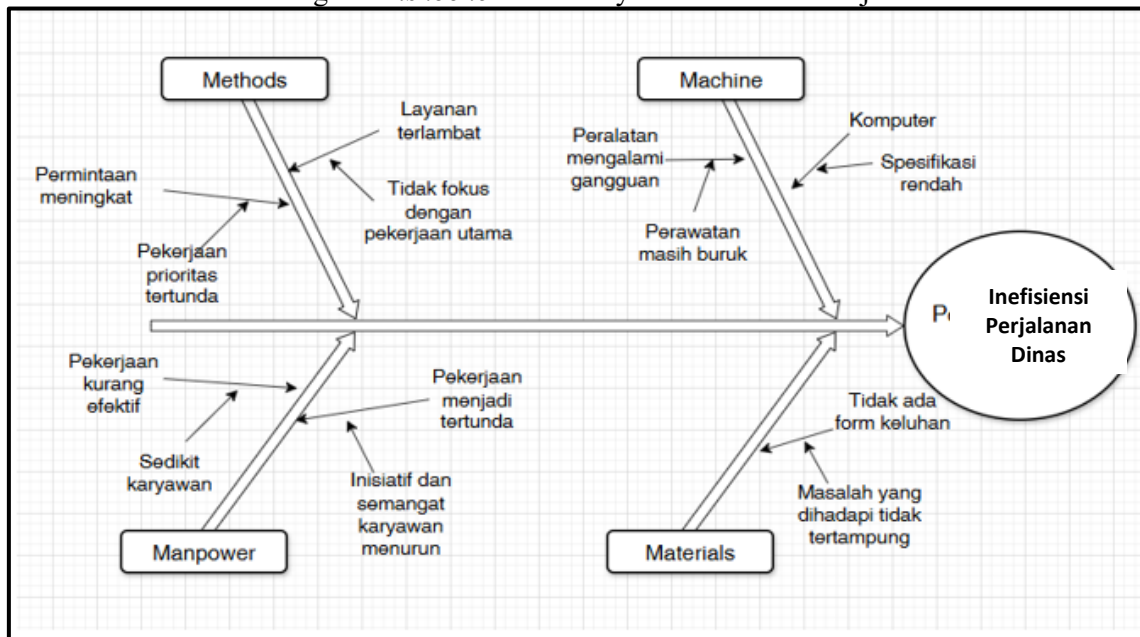 Methods
Machine
Layanan
terlambat
Permintaan
meningkat
Tidak fokus
dengan
pekerjaan utama
Pekerjaan
prioritas
tertunda
Peralatan
mengalami
gangguan
Komputer
Spesifikasi
rendah
Perawatan
masih buruk
Inefisiensi
Perjalanan
Dinas
Pekerjaan
kurang
efektif
Pekerjaan
menjadi
tertunda
Sedikit
karyawan
Inisiatif dan
semangat
karyawan
menurun
Tidak ada
form keluhan
Masalah yang
dihadapi tidak
tertampung
Manpower
Materials